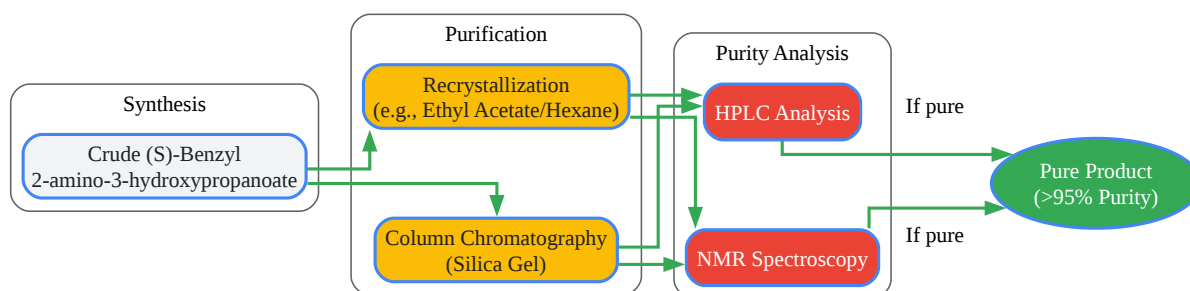 Synthesis
Crude (S)-Benzyl
2-amino-3-hydroxypropanoate
Purification
Recrystallization
(e.g., Ethyl Acetate/Hexane)
Column Chromatography
(Silica Gel)
Purity Analysis
HPLC Analysis
NMR Spectroscopy
If pure
If pure
Pure Product
(>95% Purity)